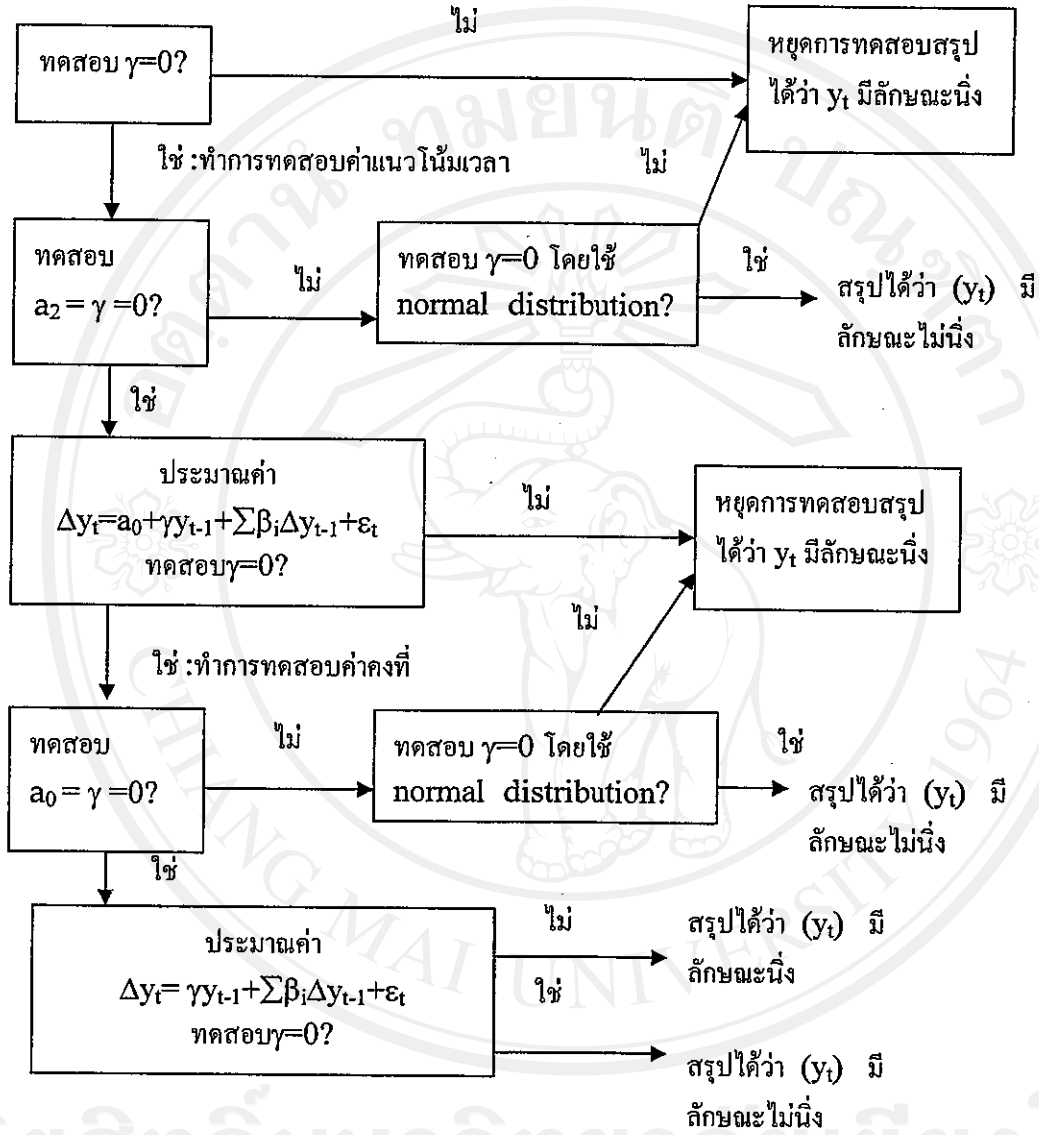 ไม่
ทดสอบ γ=0?
หยุดการทดสอบสรุป
ได้ว่า yt มีลักษณะนิ่ง
ใช่ :ทำการทดสอบค่าแนวโน้มเวลา
ไม่
ทดสอบ
a2 = γ =0?
ไม่
ทดสอบ γ=0 โดยใช้
normal distribution?
ใช่
สรุปได้ว่า (yt) มี
ลักษณะไม่นิ่ง
ใช่
ประมาณค่า
Δyt=a0+γyt-1+∑βiΔyt-1+εt
ทดสอบγ=0?
ไม่
หยุดการทดสอบสรุป
ได้ว่า yt มีลักษณะนิ่ง
ไม่
ใช่ :ทำการทดสอบค่าคงที่
ทดสอบ
a0 = γ =0?
ไม่
ทดสอบ γ=0 โดยใช้
normal distribution?
ใช่
สรุปได้ว่า (yt) มี
ลักษณะไม่นิ่ง
ใช่
ประมาณค่า
Δyt= γyt-1+∑βiΔyt-1+εt
ทดสอบγ=0?
ไม่
สรุปได้ว่า (yt) มี
ลักษณะนิ่ง
ใช่
สรุปได้ว่า (yt) มี
ลักษณะไม่นิ่ง
CHIANG MAI UNIVERSITY 1964